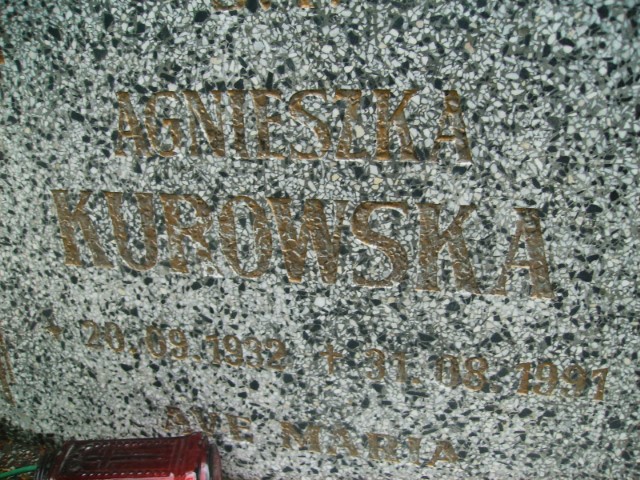 AGNIESZKA
KUROWSKA
* 20.09.1932 † 31.08.1991
AVE MARIA